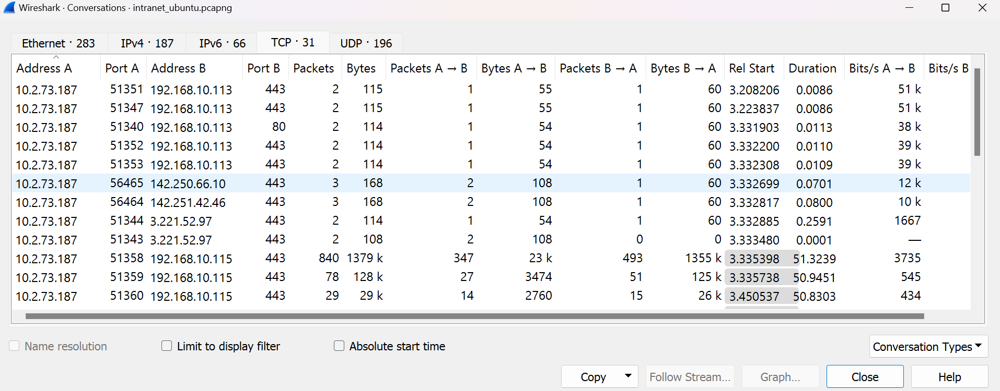 Wireshark · Conversations · intranet_ubuntu.pcapng
Ethernet · 283 IPv4 · 187 IPv6 · 66 TCP · 31 UDP · 196
Address A Port A Address B Port B Packets Bytes Packets A → B Bytes A → B Packets B → A Bytes B → A Rel Start Duration Bits/s A → B Bits/s B
10.2.73.187 51351 192.168.10.113 443 2 115 1 55 1 60 3.208206 0.0086 51 k
10.2.73.187 51347 192.168.10.113 443 2 115 1 55 1 60 3.223837 0.0086 51 k
10.2.73.187 51340 192.168.10.113 80 2 114 1 54 1 60 3.331903 0.0113 38 k
10.2.73.187 51352 192.168.10.113 443 2 114 1 54 1 60 3.332200 0.0110 39 k
10.2.73.187 51353 192.168.10.113 443 2 114 1 54 1 60 3.332308 0.0109 39 k
10.2.73.187 56465 142.250.66.10 443 3 168 2 108 1 60 3.332699 0.0701 12 k
10.2.73.187 56464 142.251.42.46 443 3 168 2 108 1 60 3.332817 0.0800 10 k
10.2.73.187 51344 3.221.52.97 443 2 114 1 54 1 60 3.332885 0.2591 1667
10.2.73.187 51343 3.221.52.97 443 2 108 2 108 0 0 3.333480 0.0001 —
10.2.73.187 51358 192.168.10.115 443 840 1379 k 347 23 k 493 1355 k 3.335398 51.3239 3735
10.2.73.187 51359 192.168.10.115 443 78 128 k 27 3474 51 125 k 3.335738 50.9451 545
10.2.73.187 51360 192.168.10.115 443 29 29 k 14 2760 15 26 k 3.450537 50.8303 434
Name resolution Limit to display filter Absolute start time Conversation Types
Copy Follow Stream... Graph... Close Help